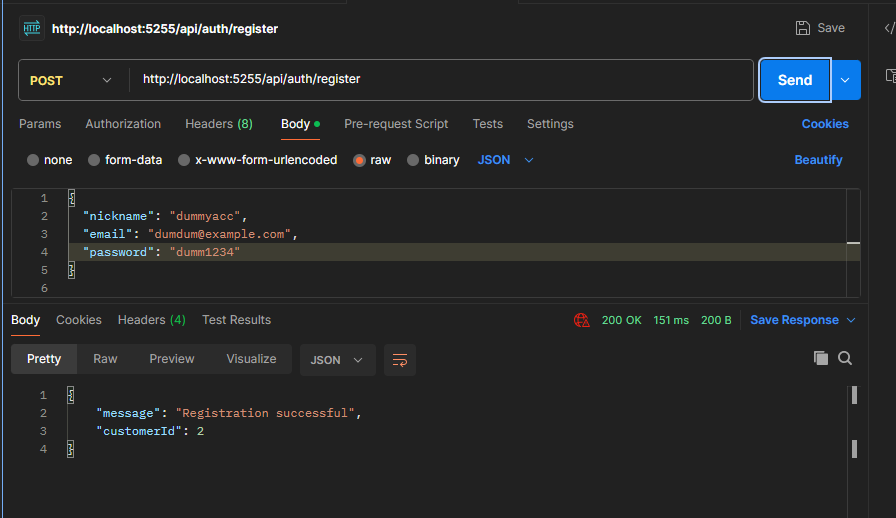 HTTP http://localhost:5255/api/auth/register Save
POST http://localhost:5255/api/auth/register Send
Params Authorization Headers (8) Body Pre-request Script Tests Settings Cookies
none form-data x-www-form-urlencoded raw binary JSON Beautify
1 {
2 "nickname": "dummyacc",
3 "email": "dumdum@example.com",
4 "password": "dumm1234"
5 }
6
Body Cookies Headers (4) Test Results 200 OK 151 ms 200 B Save Response
Pretty Raw Preview Visualize JSON
1 {
2 "message": "Registration successful",
3 "customerId": 2
4 }